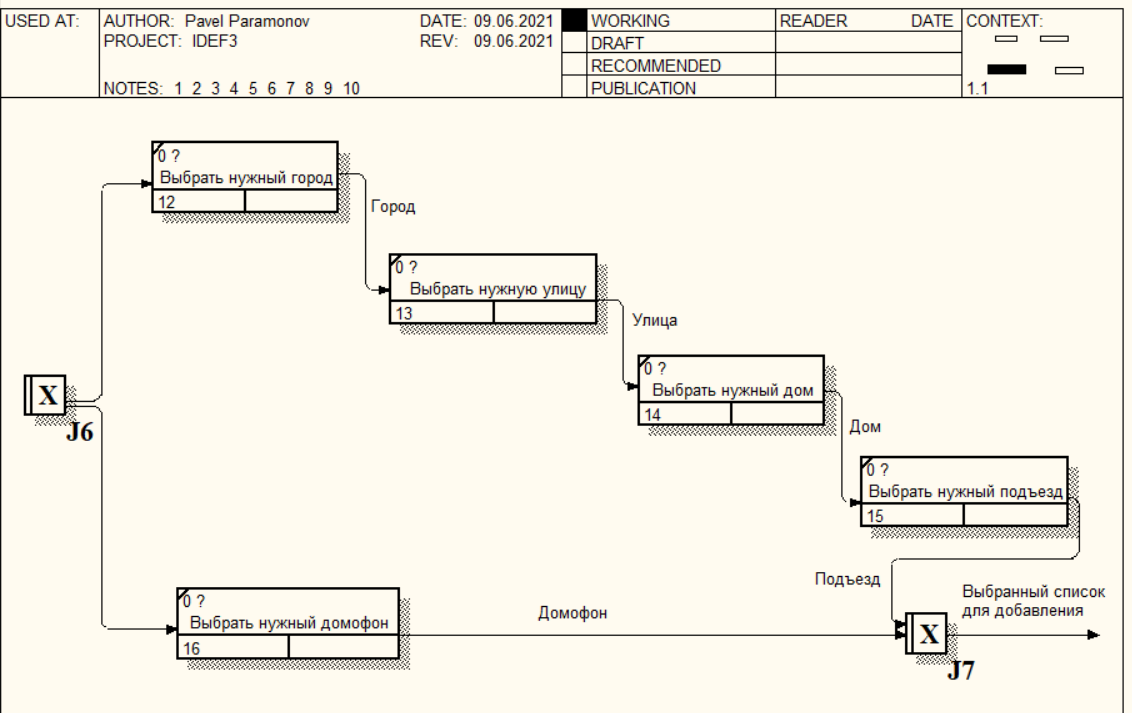 USED AT:
AUTHOR: Pavel Paramonov
DATE: 09.06.2021
PROJECT: IDEF3
REV: 09.06.2021
NOTES: 1 2 3 4 5 6 7 8 9 10
WORKING
DRAFT
RECOMMENDED
PUBLICATION
READER
DATE
CONTEXT:
1.1
0 ?
Выбрать нужный город
12
Город
0 ?
Выбрать нужную улицу
13
Улица
0 ?
Выбрать нужный дом
14
Дом
0 ?
Выбрать нужный подъезд
15
Подъезд
X
J6
0 ?
Выбрать нужный домофон
16
Домофон
X
J7
Выбранный список
для добавления